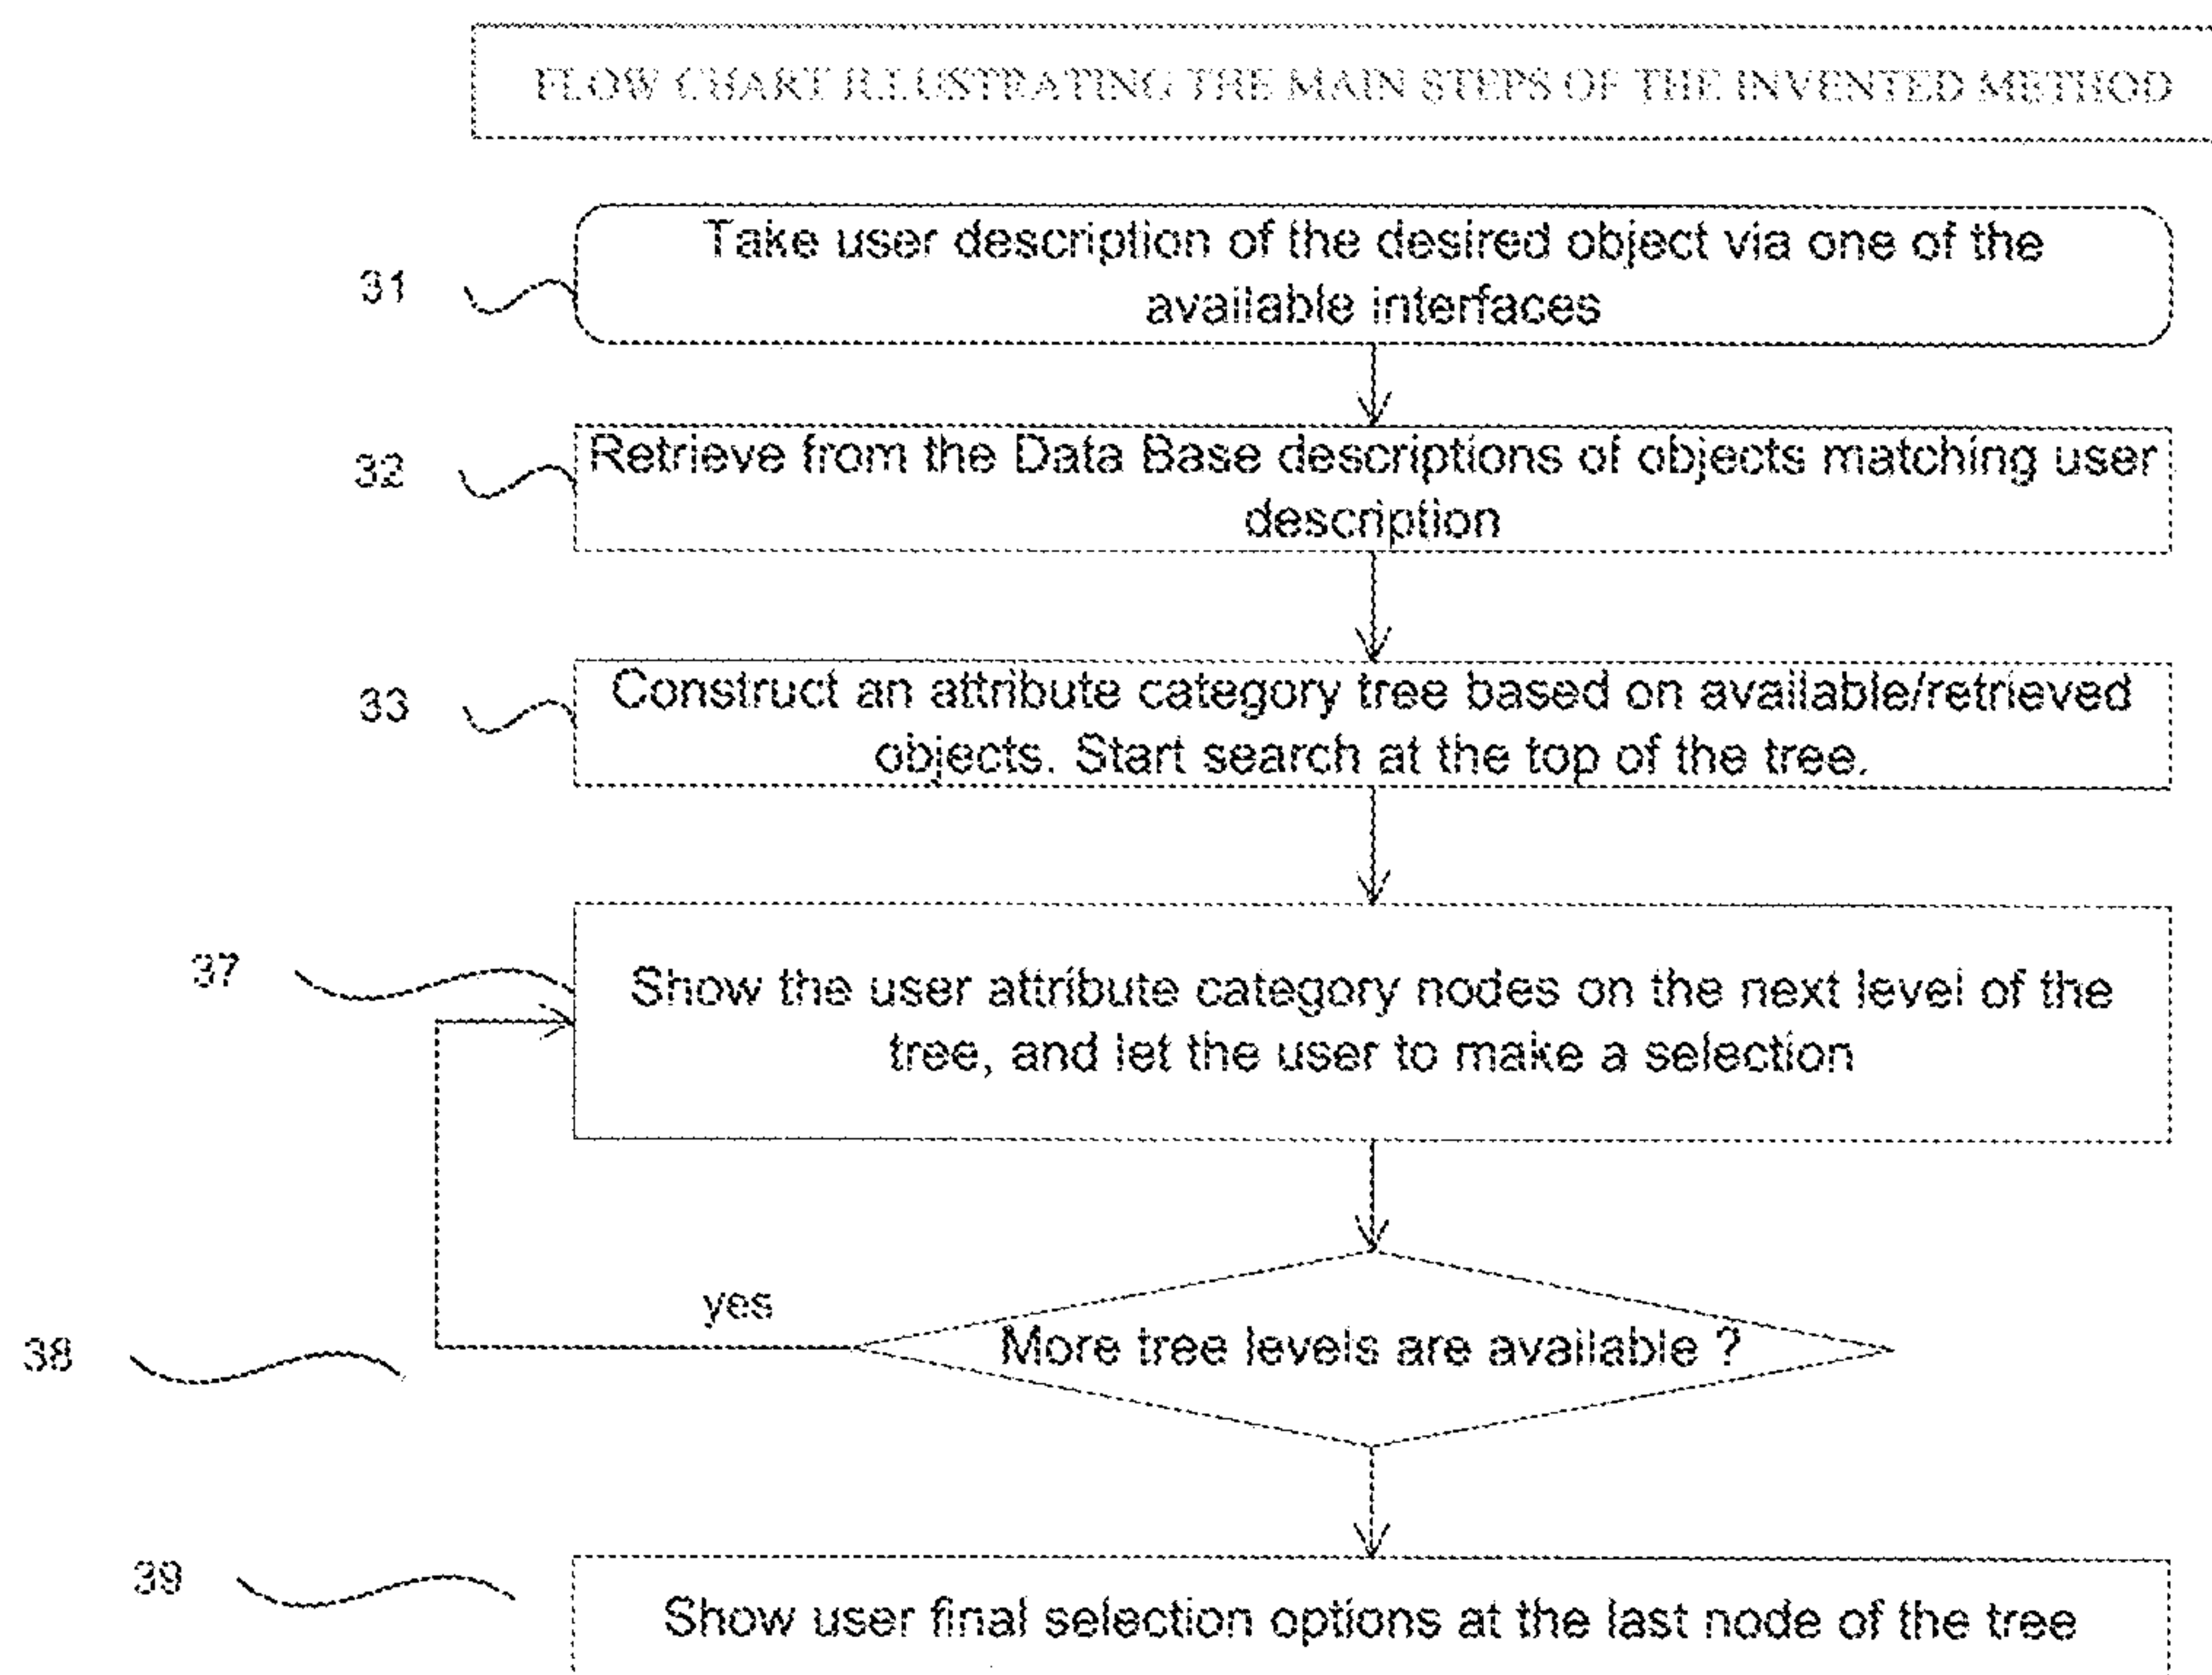 FLOW CHART ILLUSTRATING THE MAIN STEPS OF THE INVENTED METHOD
31
Take user description of the desired object via one of the
available interfaces
32
Retrieve from the Data Base descriptions of objects matching user
description
33
Construct an attribute category tree based on available/retrieved
objects. Start search at the top of the tree.
37
Show the user attribute category nodes on the next level of the
tree, and let the user to make a selection
yes
38
More tree levels are available ?
39
Show user final selection options at the last node of the tree